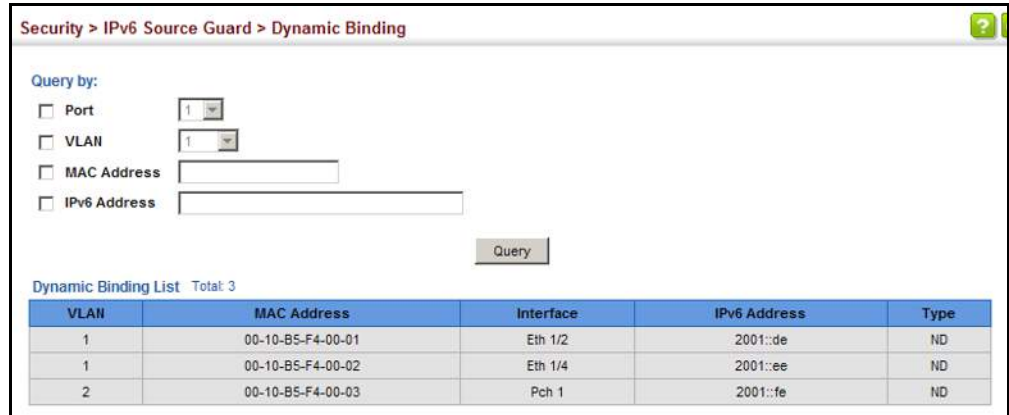 Security > IPv6 Source Guard > Dynamic Binding ?
Query by:
Port 1
VLAN 1
MAC Address
IPv6 Address
Query
Dynamic Binding List Total: 3
VLAN MAC Address Interface IPv6 Address Type
1 00-10-B5-F4-00-01 Eth 1/2 2001::de ND
1 00-10-B5-F4-00-02 Eth 1/4 2001::ee ND
2 00-10-B5-F4-00-03 Pch 1 2001::fe ND